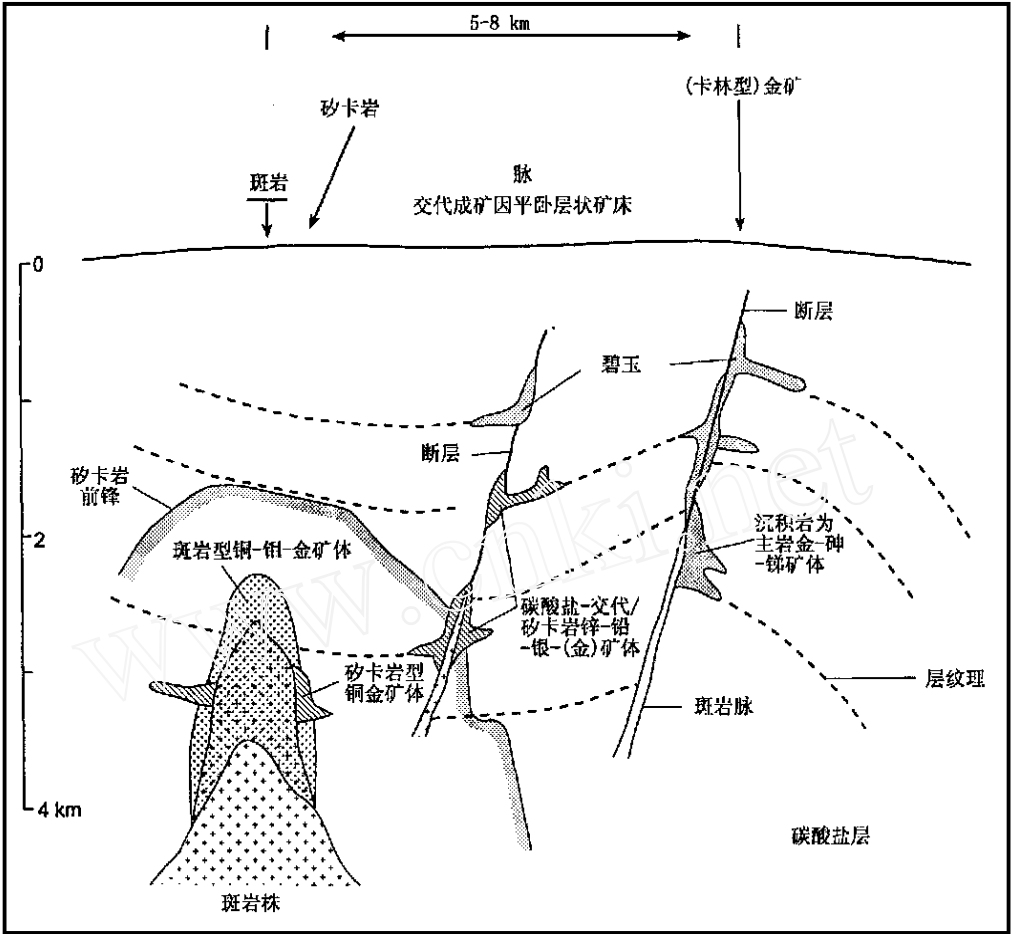 5-8 km
(卡林型)金矿
矽卡岩
斑岩
脉
交代成矿因平卧层状矿床
0
断层
碧玉
断层
矽卡岩
前锋
2
斑岩型铜-钼-金矿体
沉积岩为
主岩金-砷
-锑矿体
碳酸盐-交代/
矽卡岩锌-铅
-银-(金)矿体
矽卡岩型
铜金矿体
层纹理
斑岩脉
4 km
碳酸盐层
斑岩株
www.cnki.net